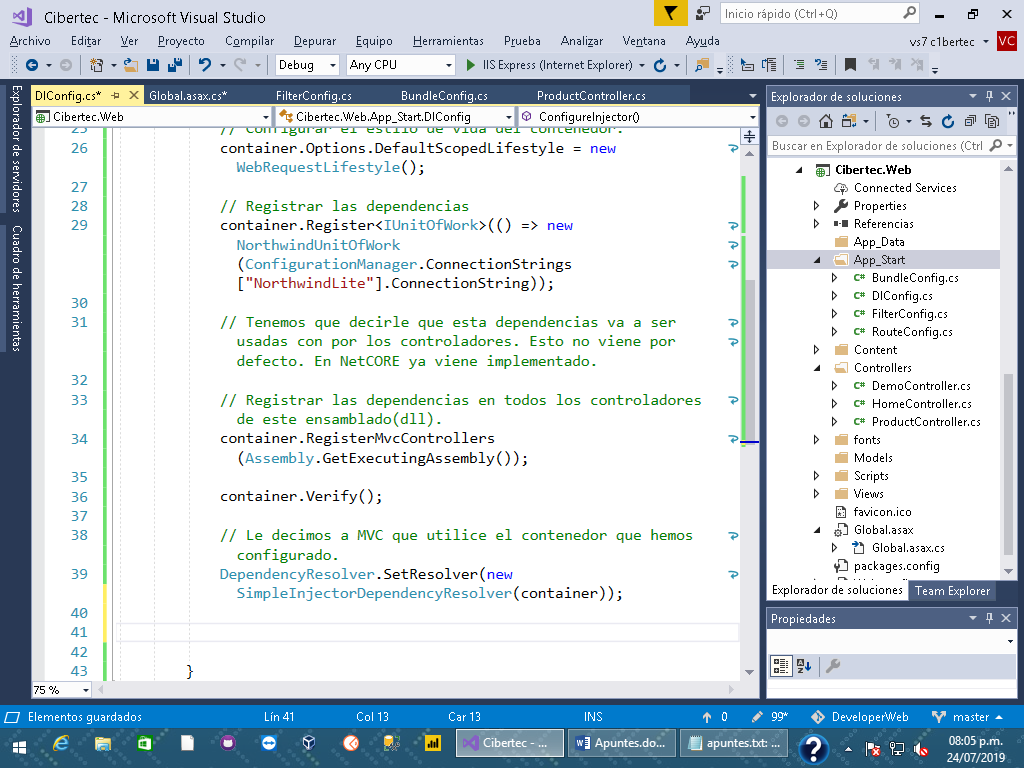 Cibertec - Microsoft Visual Studio
Inicio rápido (Ctrl+Q)
Archivo Editar Ver Proyecto Compilar Depurar Equipo Herramientas Prueba Analizar Ventana Ayuda
vs7 c1bertec VC
Debug Any CPU IIS Express (Internet Explorer)
Explorador de servidores
Cuadro de herramientas
DIConfig.cs* Global.asax.cs* FilterConfig.cs BundleConfig.cs ProductController.cs
Cibertec.Web Cibertec.Web.App_Start.DIConfig ConfigureInjector()
25 // Configurar el estilo de vida del contenedor.
26 container.Options.DefaultScopedLifestyle = new
WebRequestLifestyle();
27
28 // Registrar las dependencias
29 container.Register<IUnitOfWork>(() => new
NorthwindUnitOfWork
(ConfigurationManager.ConnectionStrings
["NorthwindLite"].ConnectionString));
30
31 // Tenemos que decirle que esta dependencias va a ser
usadas con por los controladores. Esto no viene por
defecto. En NetCORE ya viene implementado.
32
33 // Registrar las dependencias en todos los controladores
de este ensamblado(dll).
34 container.RegisterMvcControllers
(Assembly.GetExecutingAssembly());
35
36 container.Verify();
37
38 // Le decimos a MVC que utilice el contenedor que hemos
configurado.
39 DependencyResolver.SetResolver(new
SimpleInjectorDependencyResolver(container));
40
41
42
43 }
75 %
Explorador de soluciones
Buscar en Explorador de soluciones (Ctrl
Cibertec.Web
Connected Services
Properties
Referencias
App_Data
App_Start
C# BundleConfig.cs
C# DIConfig.cs
C# FilterConfig.cs
C# RouteConfig.cs
Content
Controllers
C# DemoController.cs
C# HomeController.cs
C# ProductController.cs
fonts
Models
Scripts
Views
favicon.ico
Global.asax
Global.asax.cs
packages.config
Explorador de soluciones Team Explorer
Propiedades
Elementos guardados Lín 41 Col 13 Car 13 INS 0 99* DeveloperWeb master
Cibertec - ... Apuntes.do... apuntes.txt: ...
08:05 p.m.
24/07/2019